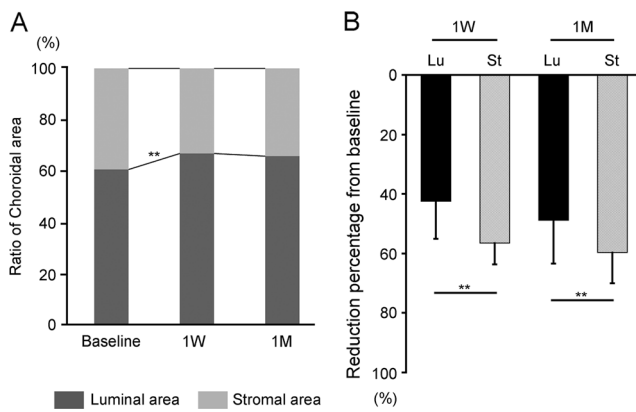 A
(%)
100
80
60
40
20
0
Ratio of Choroidal area
**
Baseline 1W 1M
Luminal area Stromal area
B
1W 1M
Lu St Lu St
0
20
40
60
80
100
(%)
Reduction percentage from baseline
** **